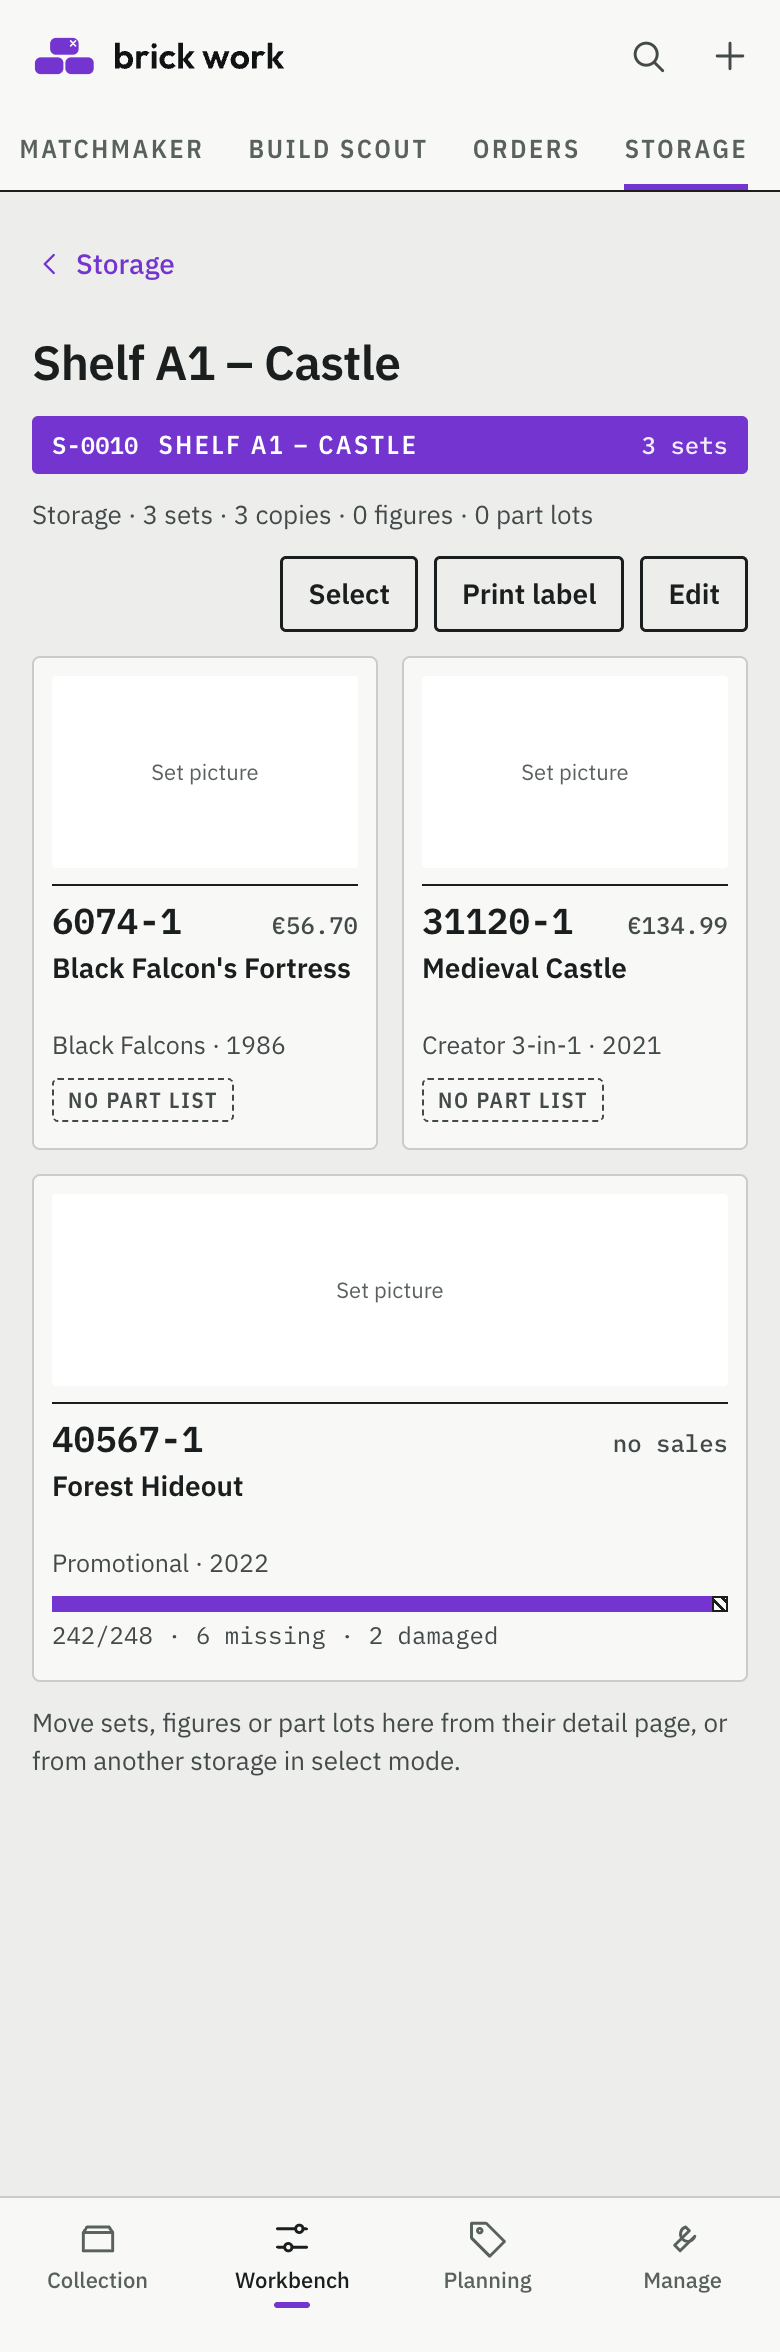 brick work
MATCHMAKER BUILD SCOUT ORDERS STORAGE
Storage
Shelf A1 – Castle
S-0010 SHELF A1 – CASTLE 3 sets
Storage · 3 sets · 3 copies · 0 figures · 0 part lots
Select Print label Edit
Set picture
6074-1 €56.70
Black Falcon's Fortress
Black Falcons · 1986
NO PART LIST
Set picture
31120-1 €134.99
Medieval Castle
Creator 3-in-1 · 2021
NO PART LIST
Set picture
40567-1 no sales
Forest Hideout
Promotional · 2022
242/248 · 6 missing · 2 damaged
Move sets, figures or part lots here from their detail page, or
from another storage in select mode.
Collection Workbench Planning Manage